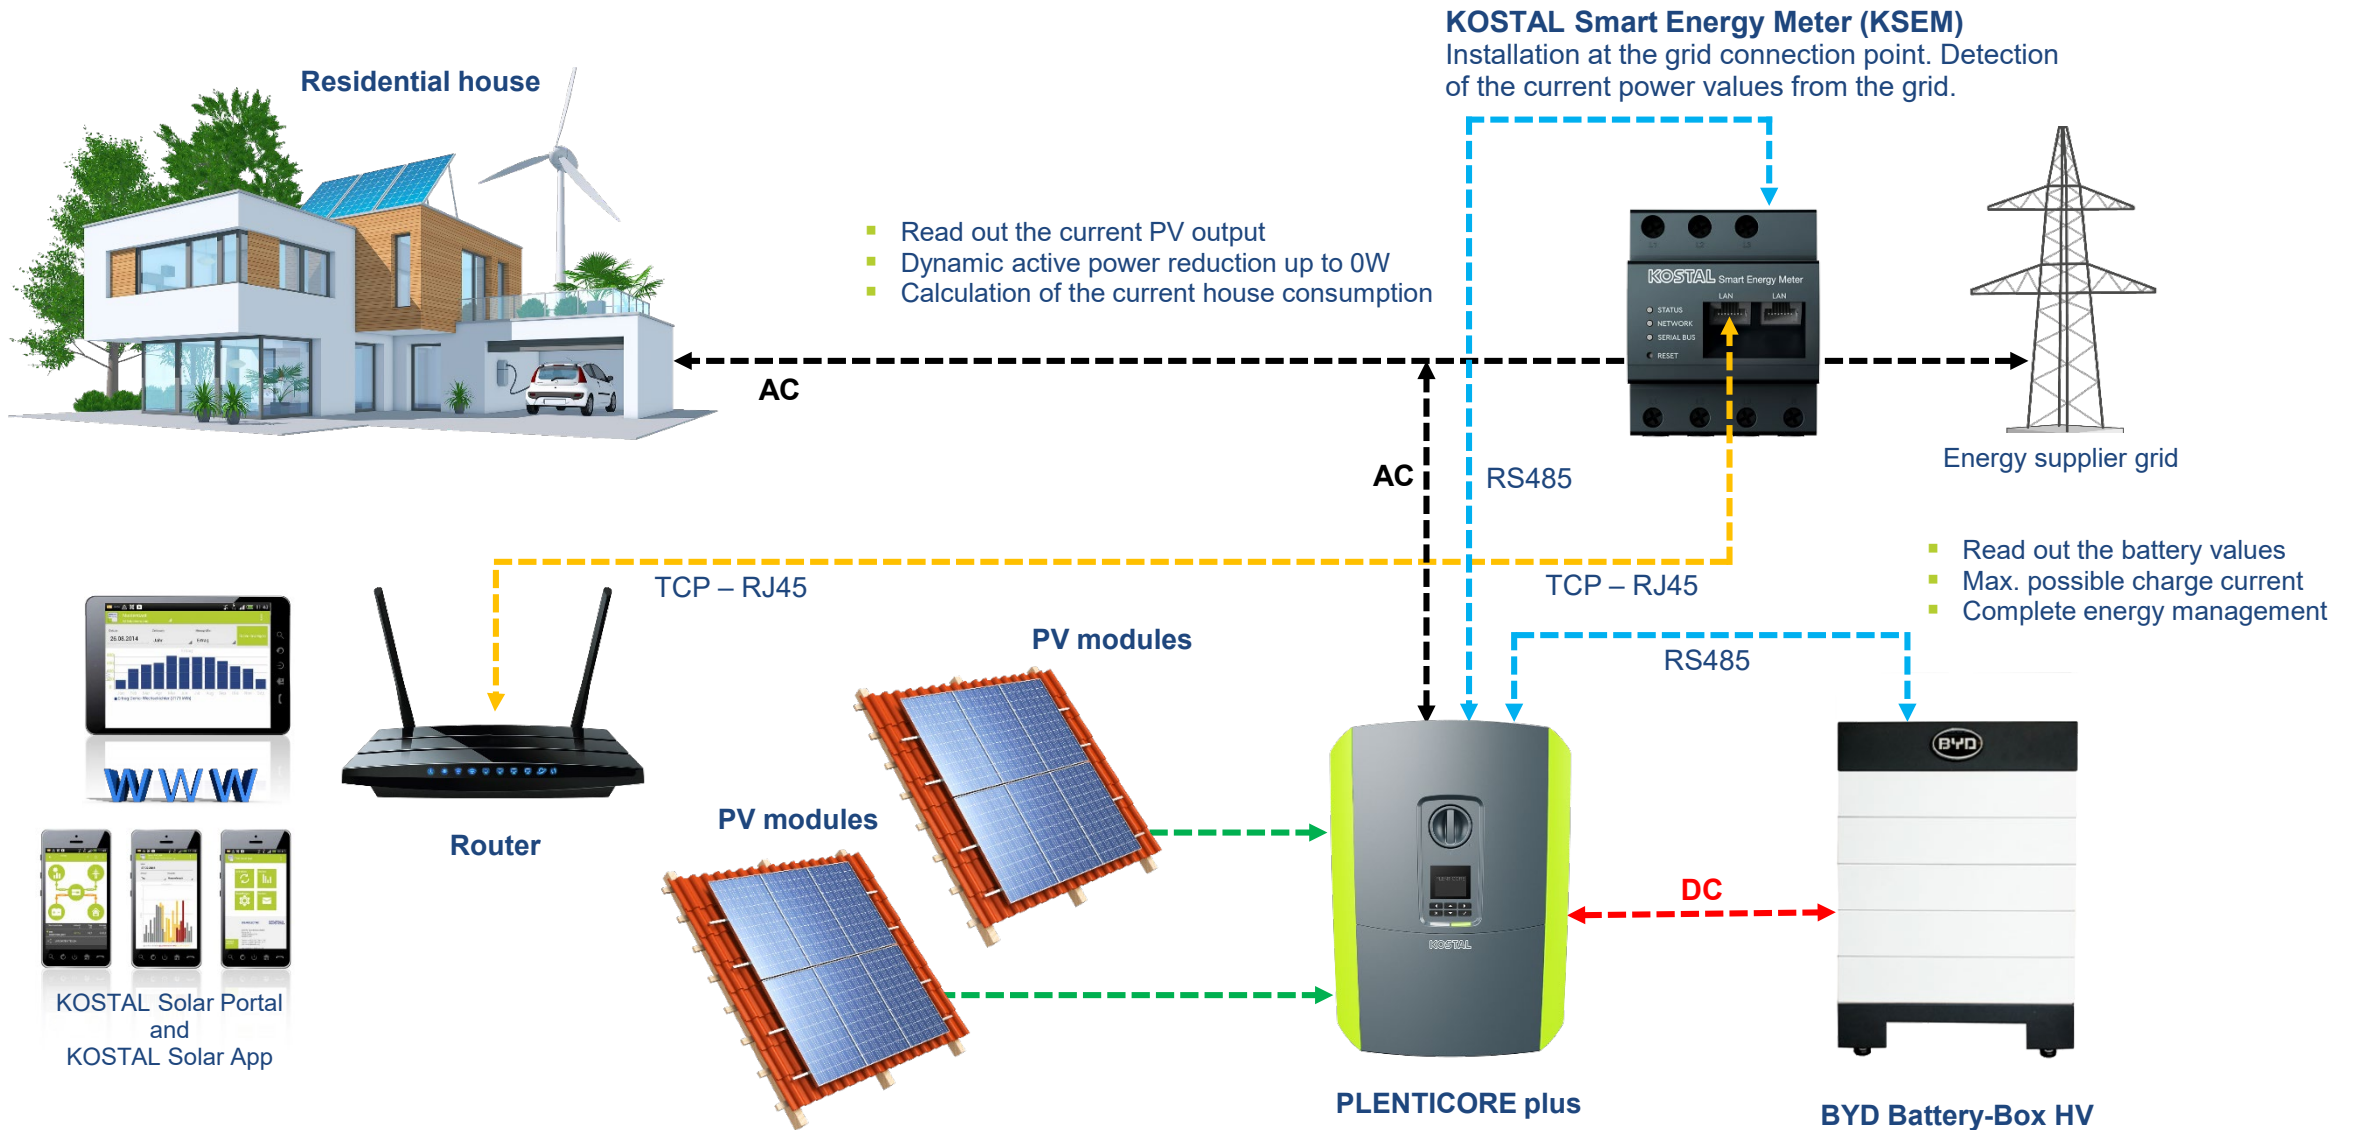 KOSTAL Smart Energy Meter (KSEM)
Installation at the grid connection point. Detection
of the current power values from the grid.
Residential house
▪ Read out the current PV output
▪ Dynamic active power reduction up to 0W
▪ Calculation of the current house consumption
KOSTAL Smart Energy Meter
LAN LAN
STATUS
NETWORK
SERIAL BUS
RESET
AC
AC
RS485
Energy supplier grid
TCP – RJ45
TCP – RJ45
▪ Read out the battery values
▪ Max. possible charge current
▪ Complete energy management
RS485
PV modules
PV modules
26.08.2014
WWW
Router
BYD
DC
KOSTAL
KOSTAL Solar Portal
and
KOSTAL Solar App
PLENTICORE plus
BYD Battery-Box HV